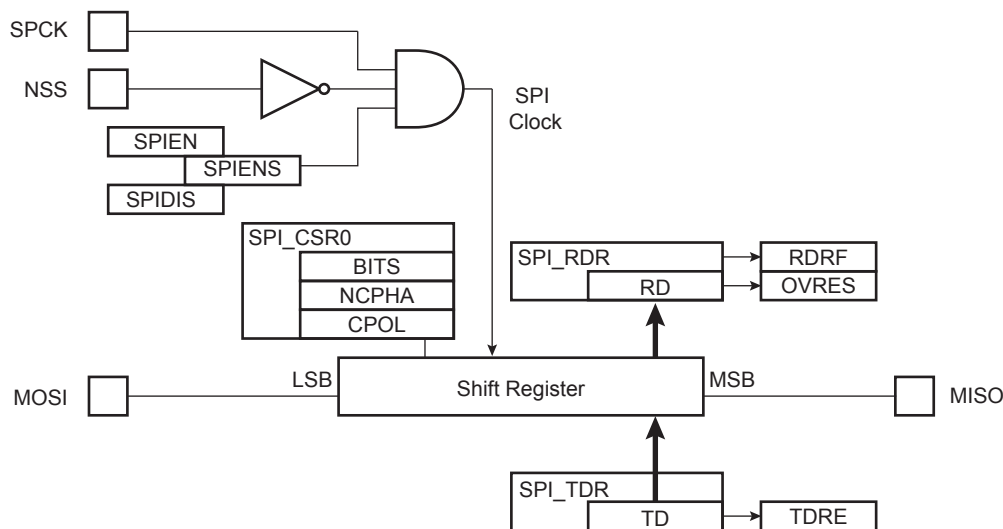 SPCK
NSS
SPI
Clock
SPIEN
SPIENS
SPIDIS
SPI_CSR0
BITS
NCPHA
CPOL
SPI_RDR
RD
RDRF
OVRES
MOSI
LSB
Shift Register
MSB
MISO
SPI_TDR
TD
TDRE